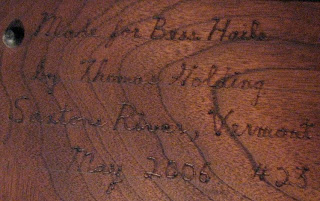 Made for Bess Haile
by Thomas Holding
Saxtons River, Vermont
May 2006 #23